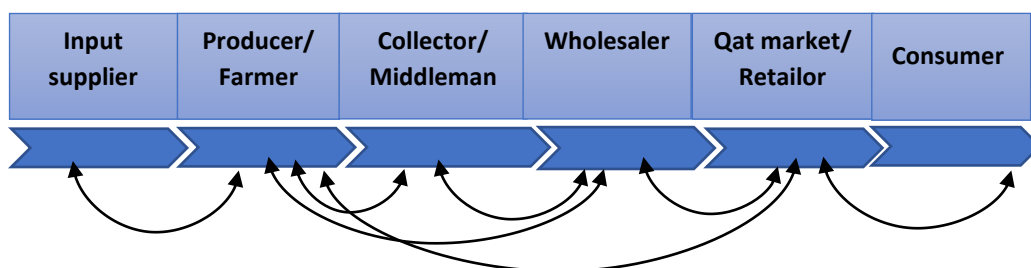 Input
supplier
Producer/
Farmer
Collector/
Middleman
Wholesaler
Qat market/
Retailor
Consumer